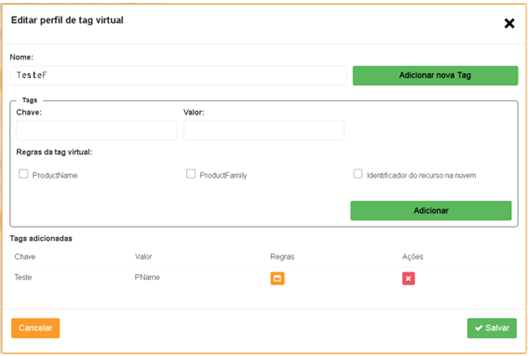 Editar perfil de tag virtual
Nome:
TesteF
Adicionar nova Tag
Tags
Chave: Valor:
Regras da tag virtual:
ProductName ProductFamily Identificador do recurso na nuvem
Adicionar
Tags adicionadas
Chave Valor Regras Ações
Teste PName
Cancelar Salvar